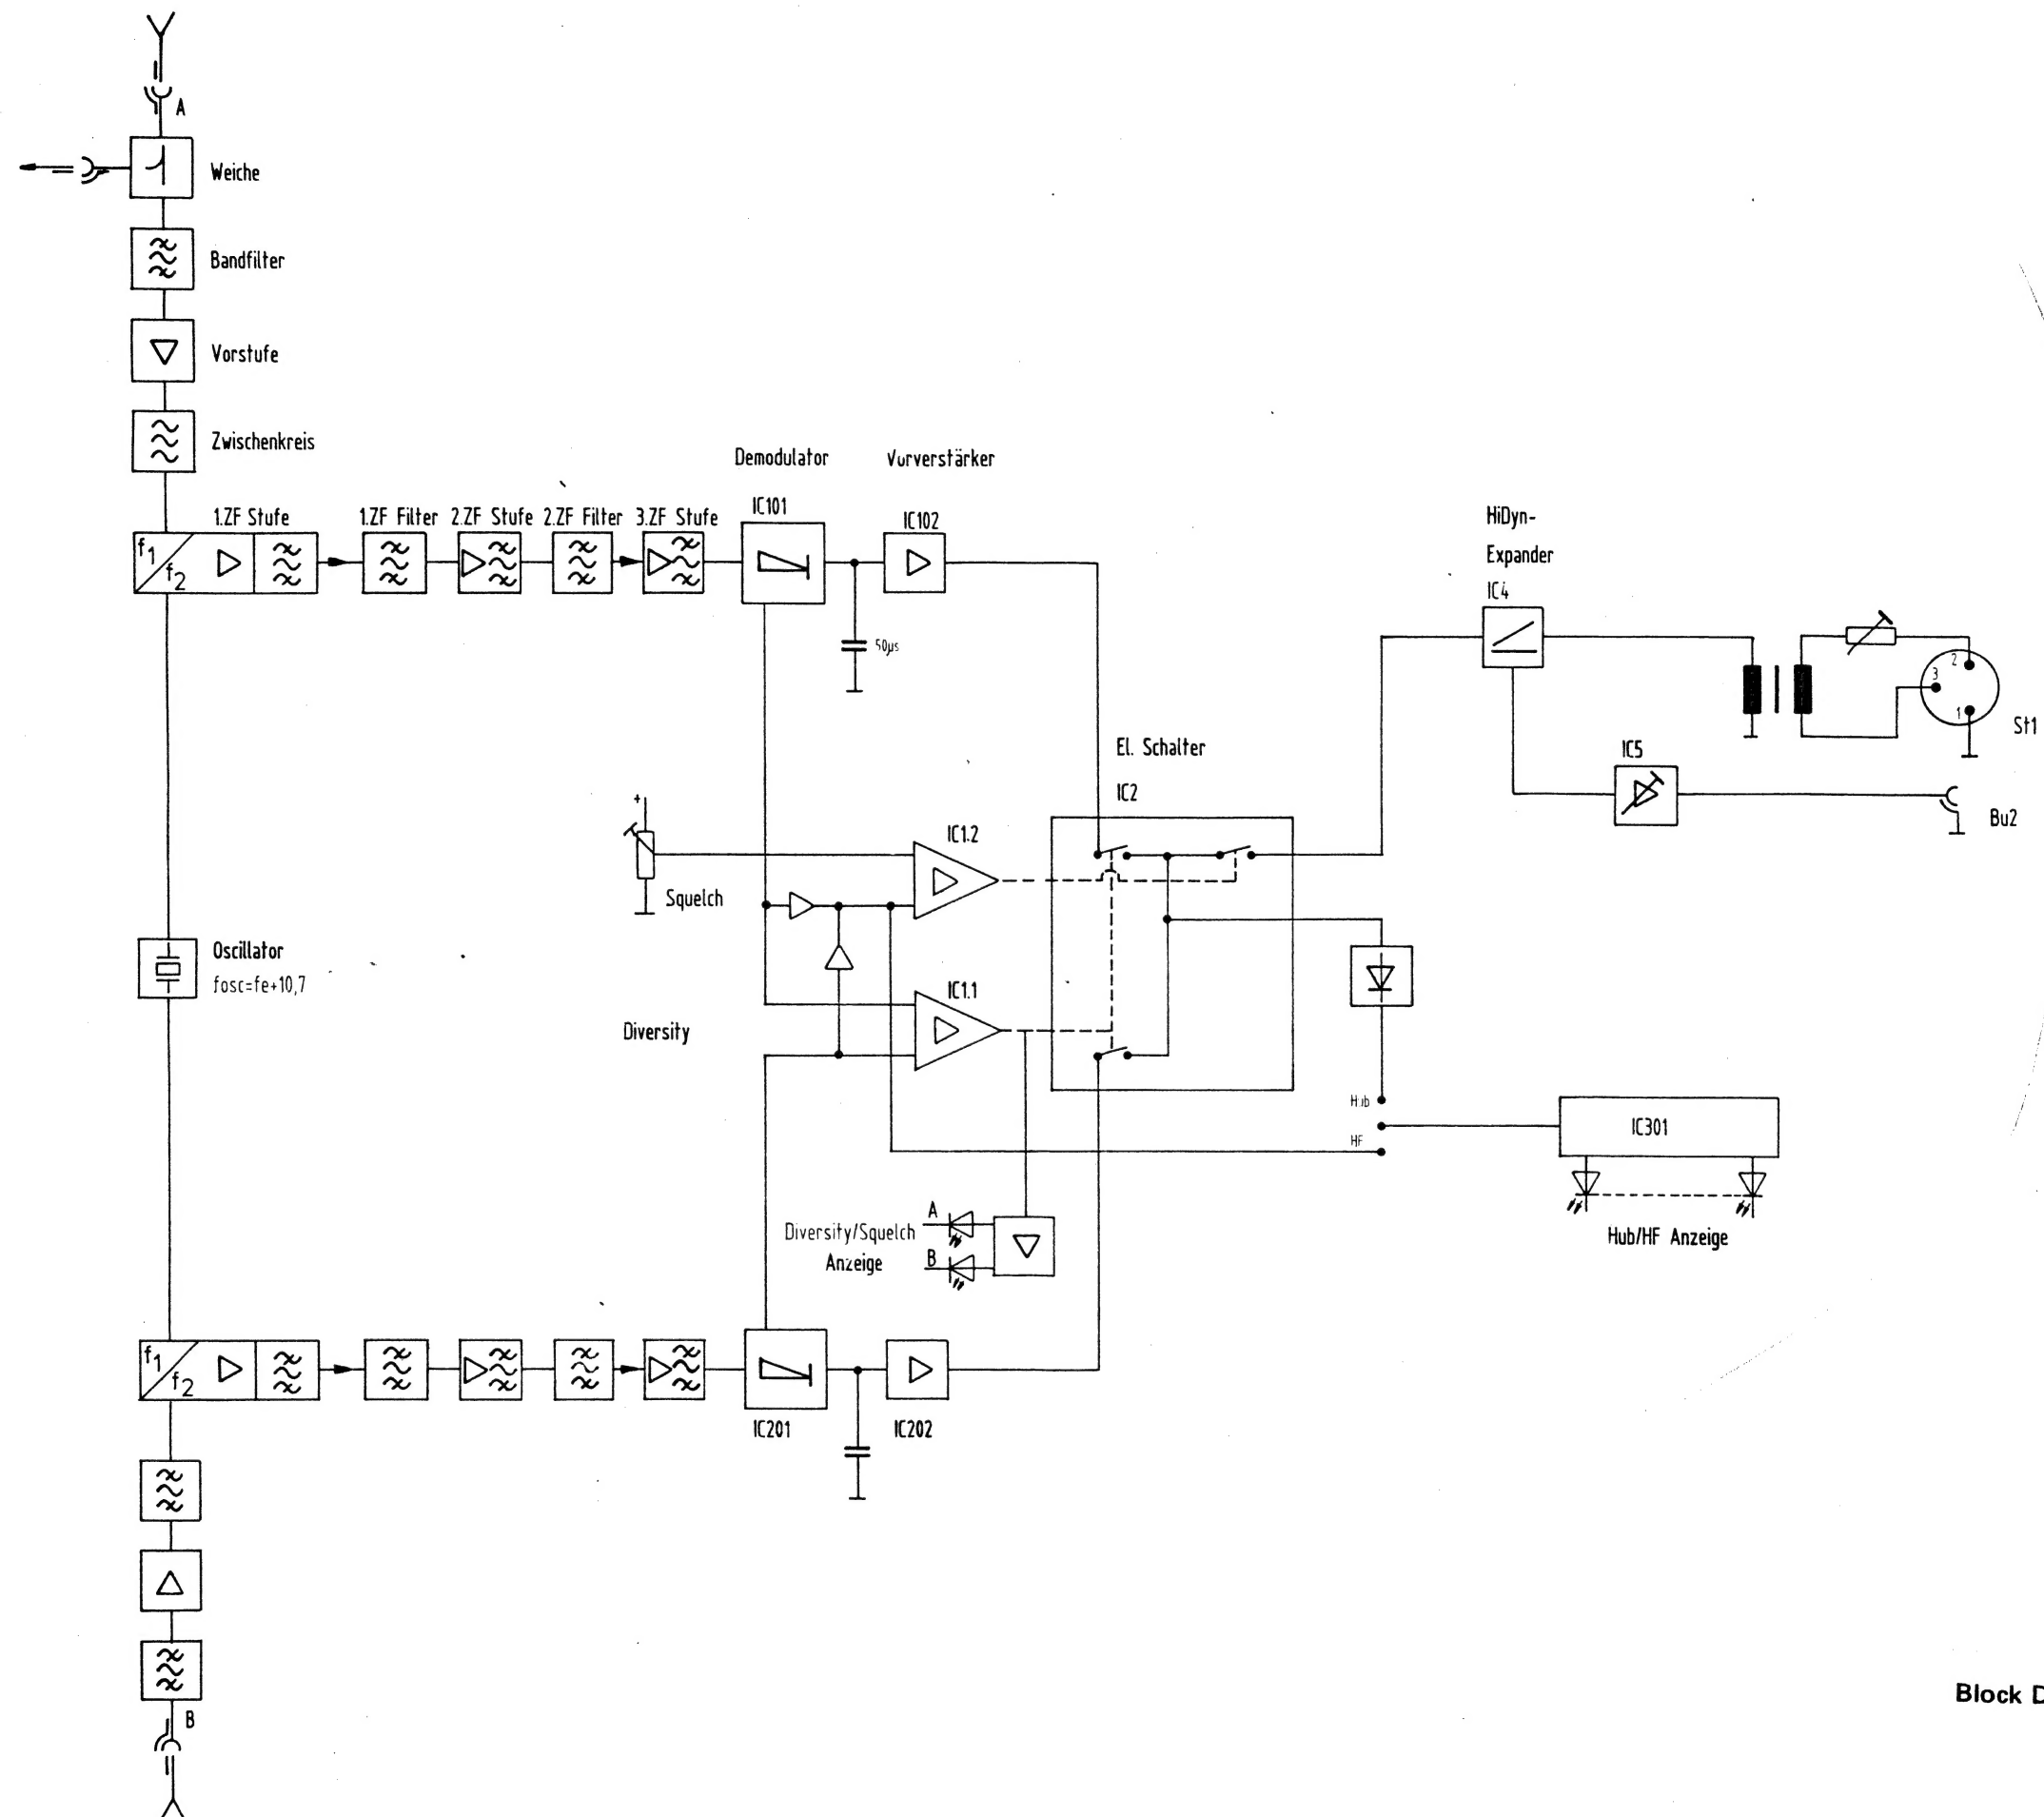 A
Weiche
Bandfilter
Vorstufe
Zwischenkreis
Demodulator
Vorverstärker
1.ZF Stufe
1.ZF Filter
2.ZF Stufe
2.ZF Filter
3.ZF Stufe
IC101
IC102
f1
f2
50µs
HiDyn-
Expander
IC4
2
3
1
St1
IC5
Bu2
El. Schalter
IC2
+
IC1.2
Squelch
Oscillator
fosc=fe+10,7
IC1.1
Diversity
Hub
HF
IC301
Hub/HF Anzeige
A
Diversity/Squelch
Anzeige
B
f1
f2
IC201
IC202
B
Block